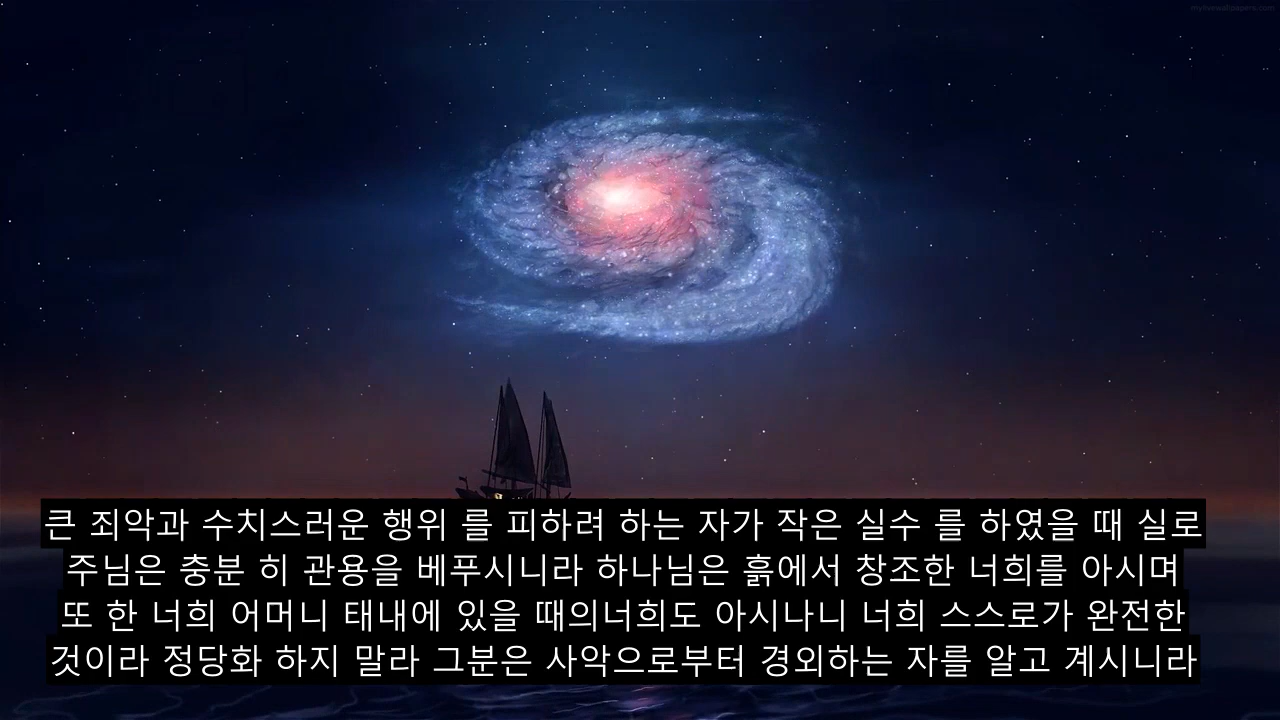 mylivewallpapers.com
큰 죄악과 수치스러운 행위 를 피하려 하는 자가 작은 실수 를 하였을 때 실로
주님은 충분 히 관용을 베푸시니라 하나님은 흙에서 창조한 너희를 아시며
또 한 너희 어머니 태내에 있을 때의너희도 아시나니 너희 스스로가 완전한
것이라 정당화 하지 말라 그분은 사악으로부터 경외하는 자를 알고 계시니라